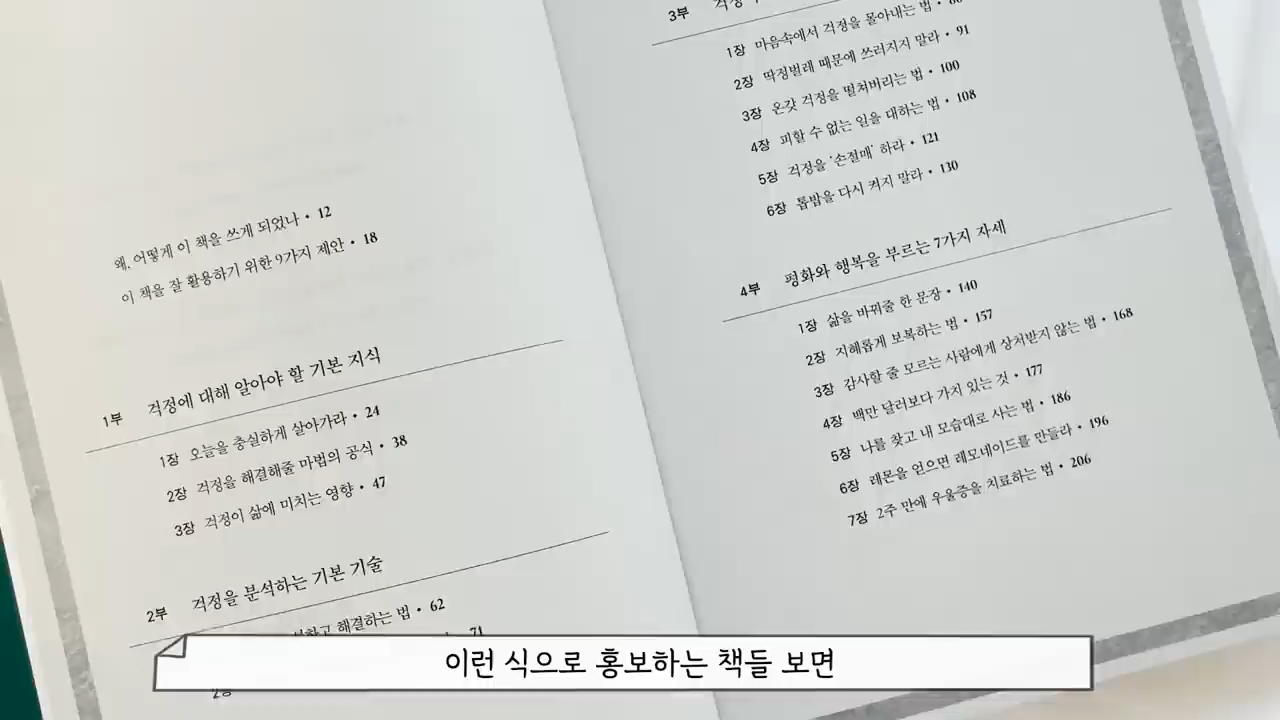 왜, 어떻게 이 책을 쓰게 되었나 • 12
이 책을 잘 활용하기 위한 9가지 제안 • 18
1부 걱정에 대해 알아야 할 기본 지식
1장 오늘을 충실하게 살아가라 • 24
2장 걱정을 해결해줄 마법의 공식 • 38
3장 걱정이 삶에 미치는 영향 • 47
2부 걱정을 분석하는 기본 기술
해결하는 법 • 62
71
3부
1장 마음속에서 걱정을 몰아내는 법 •
2장 딱정벌레 때문에 쓰러지지 말라 • 91
3장 온갖 걱정을 떨쳐버리는 법 • 100
4장 피할 수 없는 일을 대하는 법 • 108
5장 걱정을 '손절매' 하라 • 121
6장 톱밥을 다시 켜지 말라 • 130
4부 평화와 행복을 부르는 7가지 자세
1장 삶을 바꿔줄 한 문장 • 140
2장 지혜롭게 보복하는 법 • 157
3장 감사할 줄 모르는 사람에게 상처받지 않는 법 • 168
4장 백만 달러보다 가치 있는 것 • 177
5장 나를 찾고 내 모습대로 사는 법 • 186
6장 레몬을 얻으면 레모네이드를 만들라 • 196
7장 2주 만에 우울증을 치료하는 법 • 206
이런 식으로 홍보하는 책들 보면